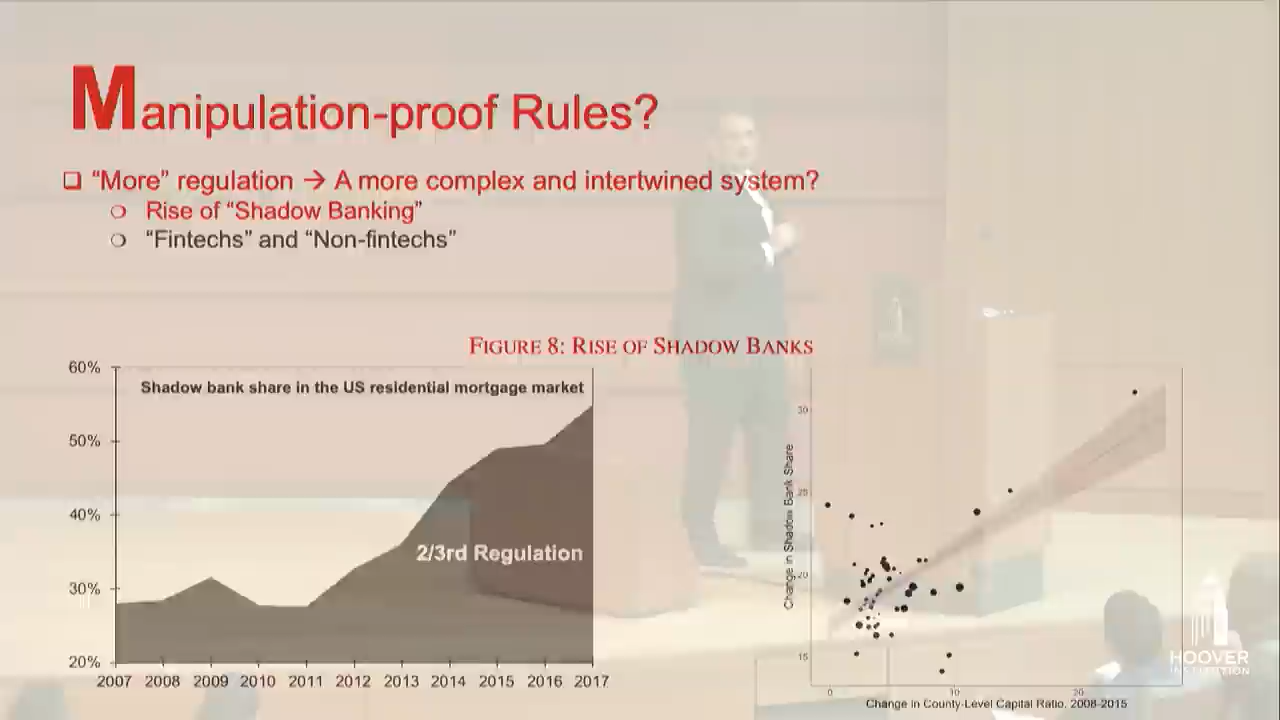 Manipulation-proof Rules?
❑ “More” regulation → A more complex and intertwined system?
○ Rise of “Shadow Banking”
○ “Fintechs” and “Non-fintechs”
FIGURE 8: RISE OF SHADOW BANKS
Shadow bank share in the US residential mortgage market
60%
50%
40%
30%
20%
2/3rd Regulation
2007 2008 2009 2010 2011 2012 2013 2014 2015 2016 2017
Change in Shadow Bank Share
30
25
20
15
0 10 20
Change in County-Level Capital Ratio, 2008-2015
HOOVER
INSTITUTION